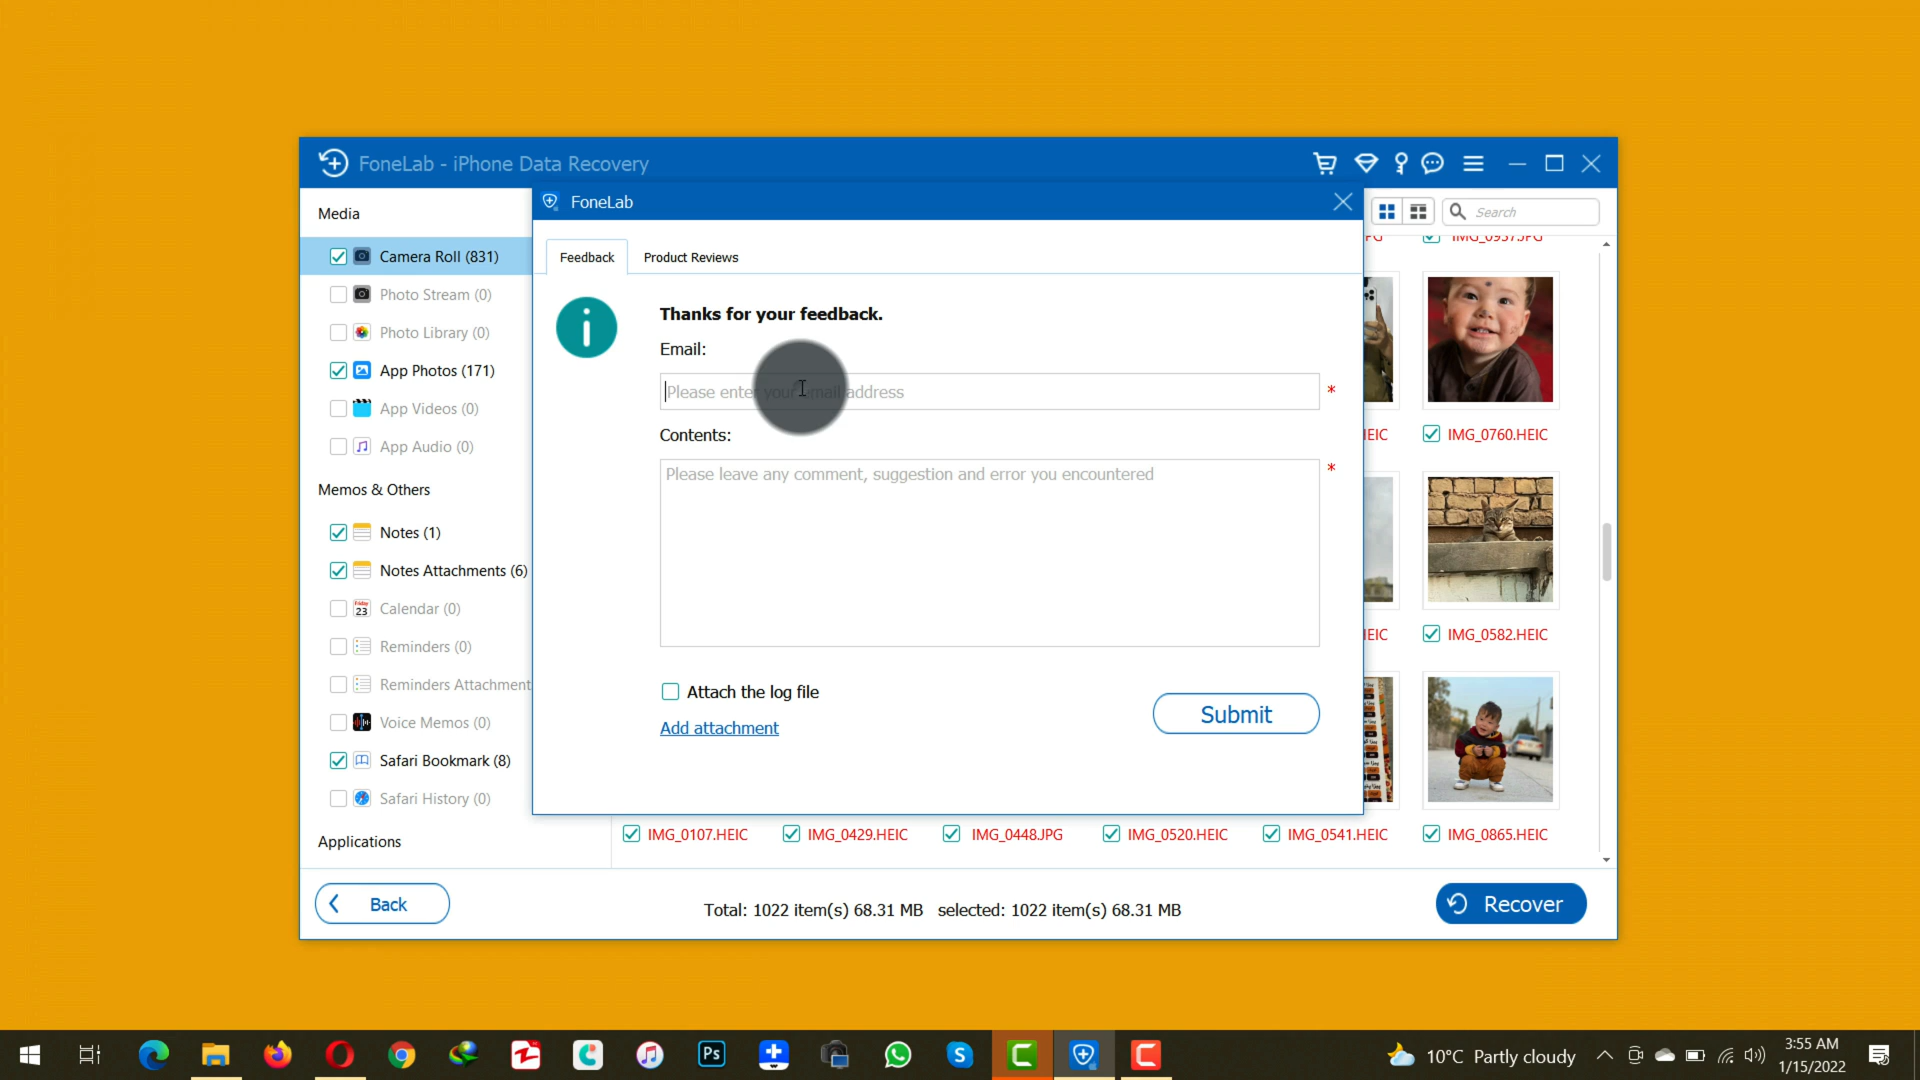 FoneLab - iPhone Data Recovery
FoneLab
Media
Search
Camera Roll (831)
Photo Stream (0)
Photo Library (0)
App Photos (171)
App Videos (0)
App Audio (0)
Memos & Others
Notes (1)
Notes Attachments (6)
Calendar (0)
Reminders (0)
Reminders Attachment
Voice Memos (0)
Safari Bookmark (8)
Safari History (0)
Applications
Feedback
Product Reviews
Thanks for your feedback.
Email:
Please enter your email address
*
Contents:
Please leave any comment, suggestion and error you encountered
*
Attach the log file
Add attachment
Submit
IMG_0937.JPG
IMG_0760.HEIC
IMG_0582.HEIC
IMG_0107.HEIC
IMG_0429.HEIC
IMG_0448.JPG
IMG_0520.HEIC
IMG_0541.HEIC
IMG_0865.HEIC
Back
Total: 1022 item(s) 68.31 MB
selected: 1022 item(s) 68.31 MB
Recover
Ps
10°C Partly cloudy
3:55 AM
1/15/2022